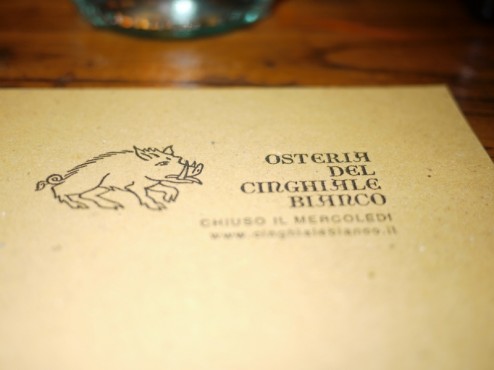 OSTERIA
DEL
CINGHIALE
BIANCO
CHIUSO IL MERCOLEDI
www.cinghialebianco.it